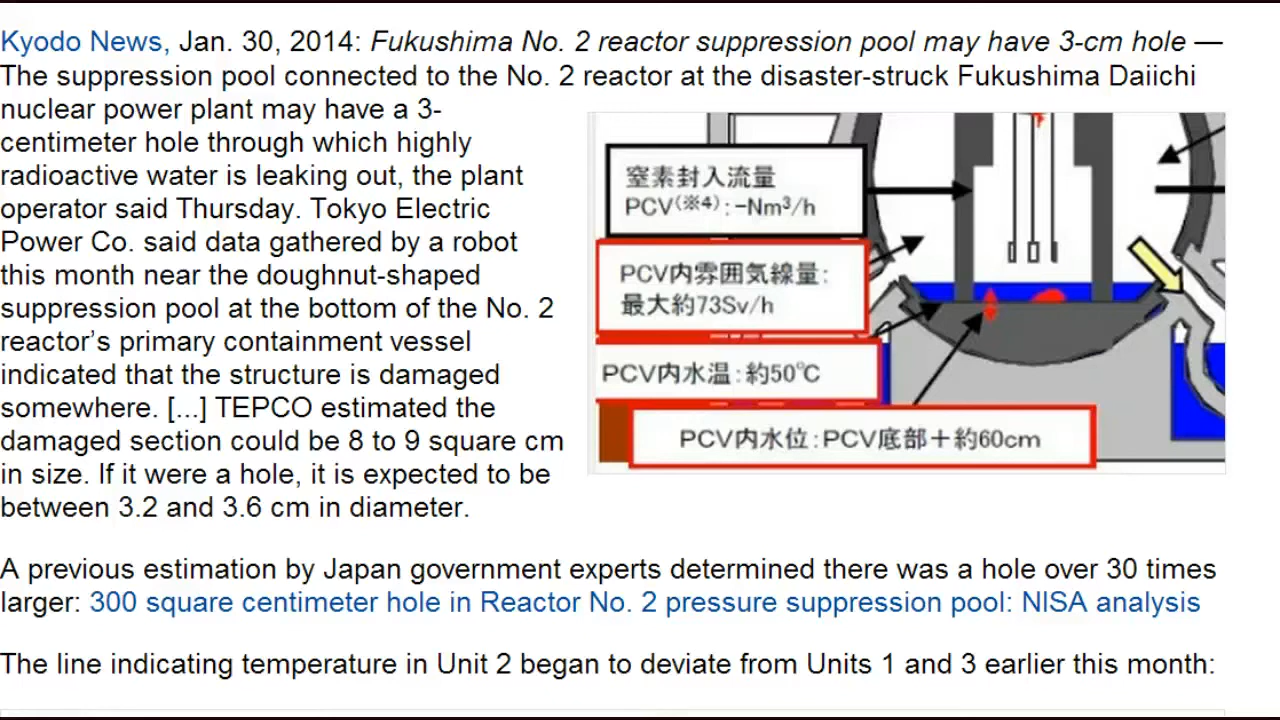 Kyodo News, Jan. 30, 2014: Fukushima No. 2 reactor suppression pool may have 3-cm hole —
The suppression pool connected to the No. 2 reactor at the disaster-struck Fukushima Daiichi
nuclear power plant may have a 3-
centimeter hole through which highly
radioactive water is leaking out, the plant
operator said Thursday. Tokyo Electric
Power Co. said data gathered by a robot
this month near the doughnut-shaped
suppression pool at the bottom of the No. 2
reactor’s primary containment vessel
indicated that the structure is damaged
somewhere. [...] TEPCO estimated the
damaged section could be 8 to 9 square cm
in size. If it were a hole, it is expected to be
between 3.2 and 3.6 cm in diameter.
窒素封入流量
PCV(※4):-Nm³/h
PCV内雰囲気線量:
最大約73Sv/h
PCV内水温:約50℃
PCV内水位:PCV底部+約60cm
A previous estimation by Japan government experts determined there was a hole over 30 times
larger: 300 square centimeter hole in Reactor No. 2 pressure suppression pool: NISA analysis
The line indicating temperature in Unit 2 began to deviate from Units 1 and 3 earlier this month: